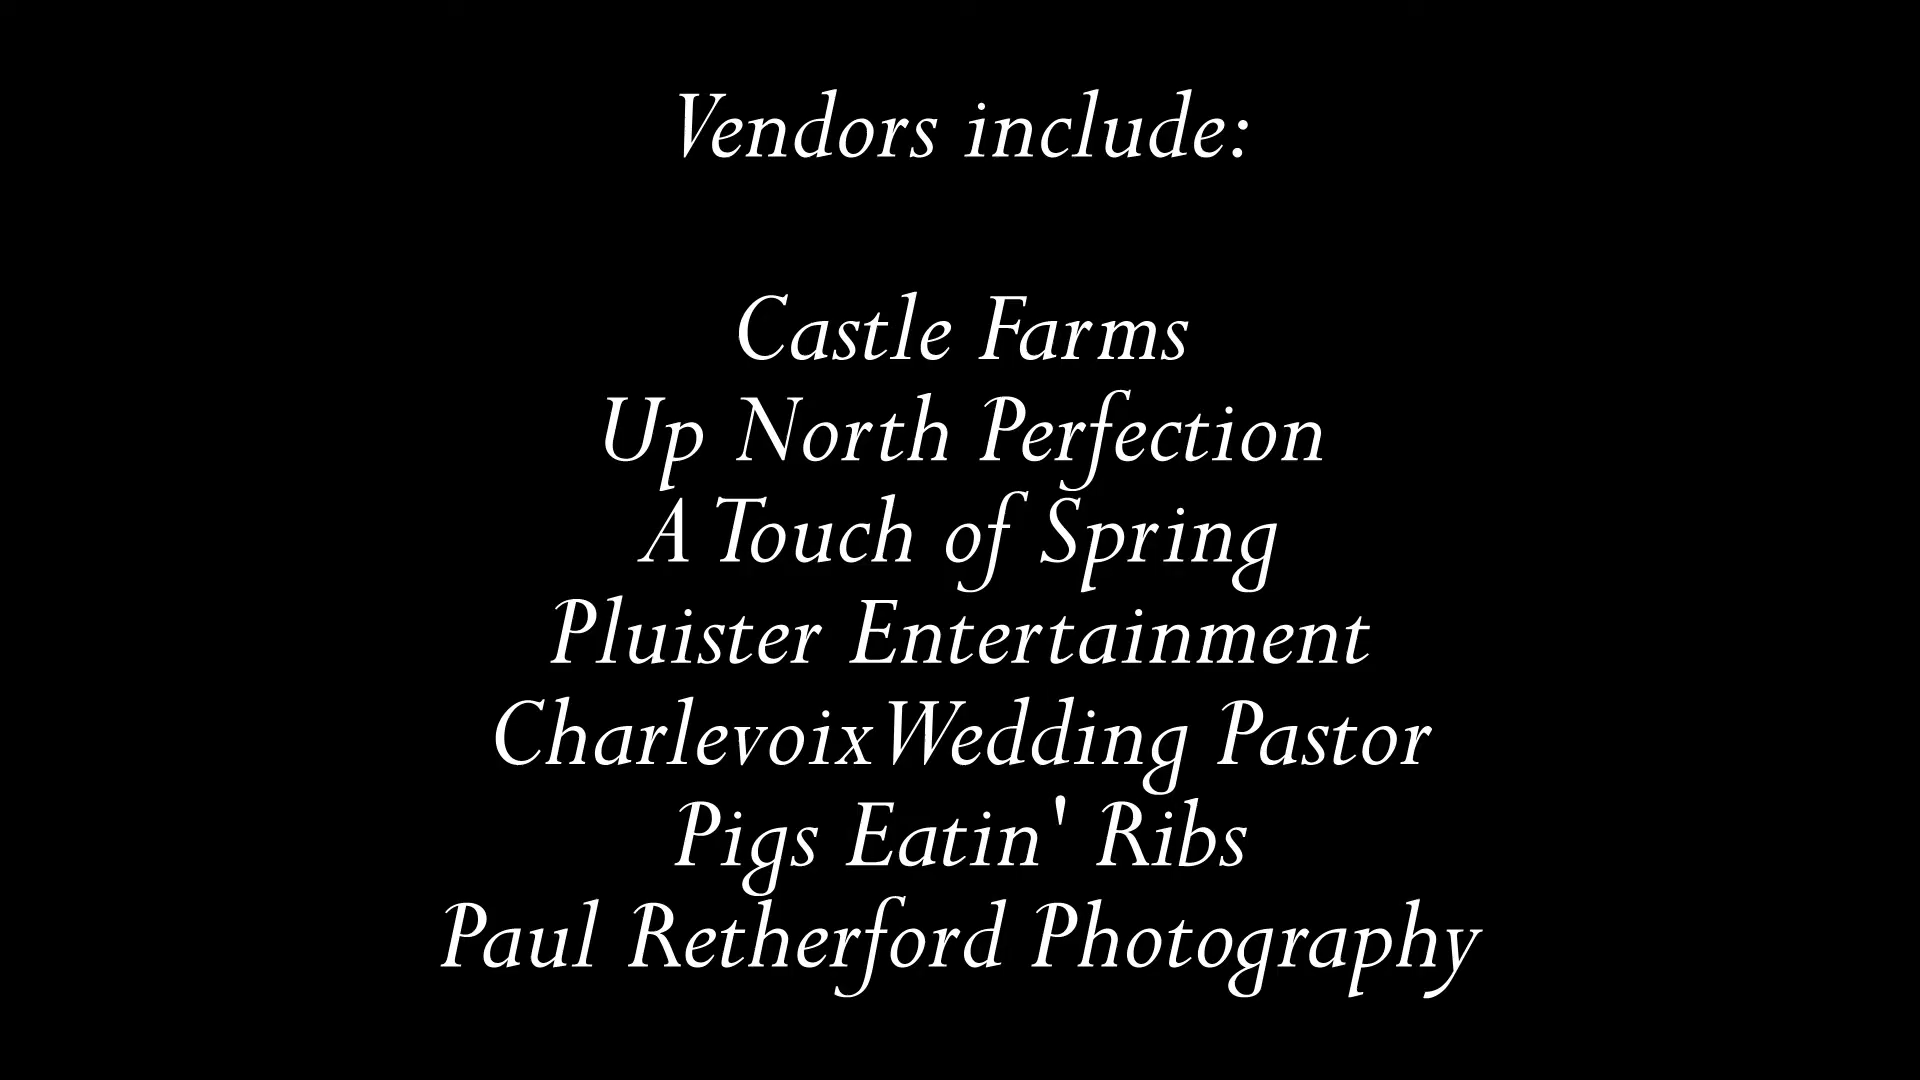 Vendors include:
Castle Farms
Up North Perfection
A Touch of Spring
Pluister Entertainment
Charlevoix Wedding Pastor
Pigs Eatin' Ribs
Paul Retherford Photography